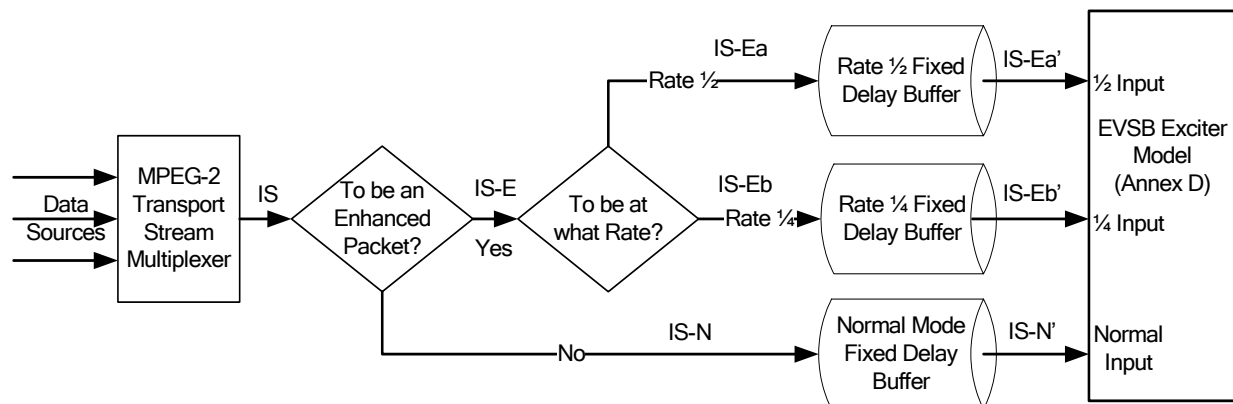 Data
Sources
MPEG-2
Transport
Stream
Multiplexer
IS
To be an
Enhanced
Packet?
IS-E
Yes
No
To be at
what Rate?
IS-Ea
Rate ½
Rate ½ Fixed
Delay Buffer
IS-Ea’
½ Input
IS-Eb
Rate ¼
Rate ¼ Fixed
Delay Buffer
IS-Eb’
¼ Input
IS-N
Normal Mode
Fixed Delay
Buffer
IS-N’
Normal
Input
EVSB Exciter
Model
(Annex D)